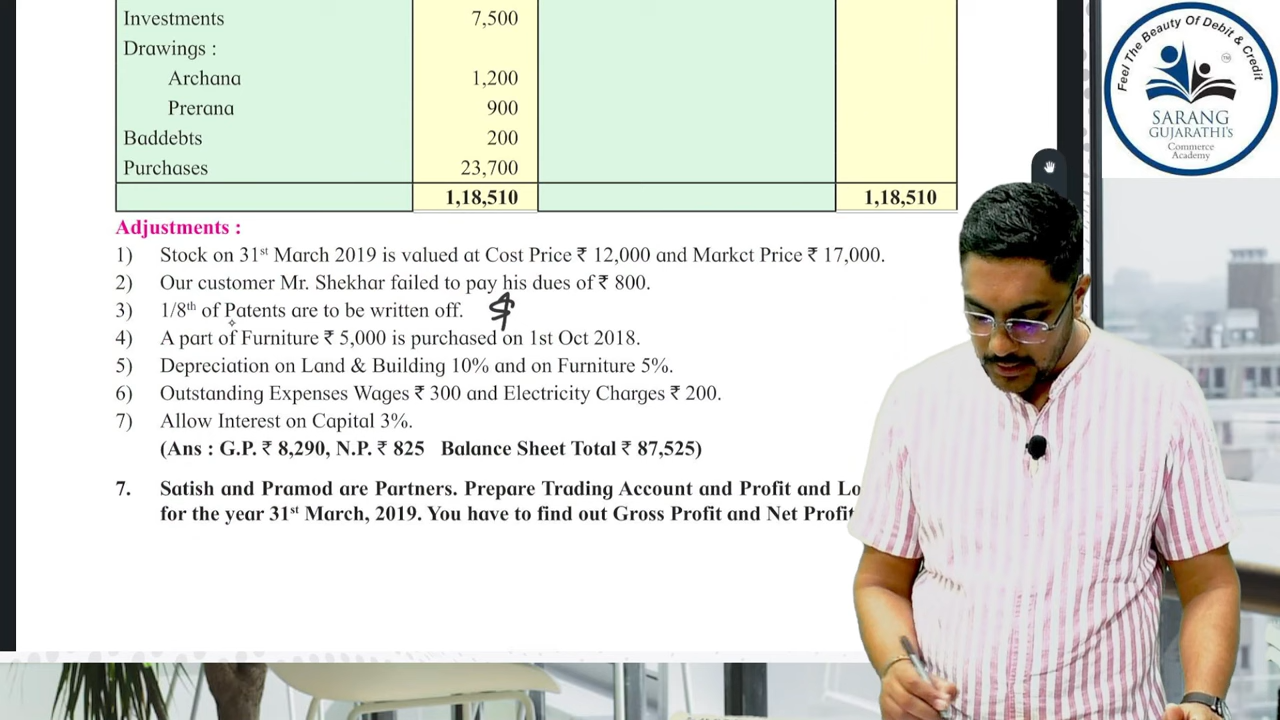 Investments 7,500
Drawings :
Archana 1,200
Prerana 900
Baddebts 200
Purchases 23,700
1,18,510 1,18,510
Adjustments :
1) Stock on 31st March 2019 is valued at Cost Price ₹ 12,000 and Markct Price ₹ 17,000.
2) Our customer Mr. Shekhar failed to pay his dues of ₹ 800.
3) 1/8th of Patents are to be written off.
4) A part of Furniture ₹ 5,000 is purchased on 1st Oct 2018.
5) Depreciation on Land & Building 10% and on Furniture 5%.
6) Outstanding Expenses Wages ₹ 300 and Electricity Charges ₹ 200.
7) Allow Interest on Capital 3%.
(Ans : G.P. ₹ 8,290, N.P. ₹ 825 Balance Sheet Total ₹ 87,525)
7. Satish and Pramod are Partners. Prepare Trading Account and Profit and Lo
for the year 31st March, 2019. You have to find out Gross Profit and Net Profit
Feel The Beauty Of Debit & Credit
TM
SARANG
GUJARATHI'S
Commerce
Academy